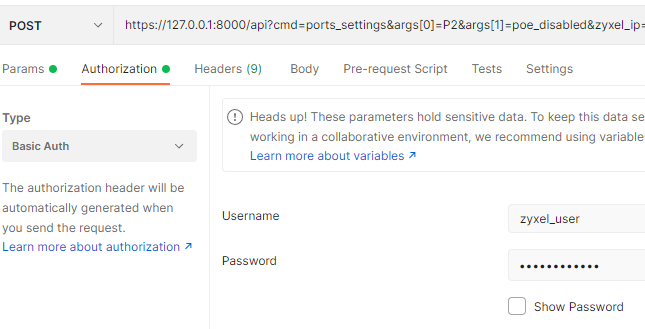 POST https://127.0.0.1:8000/api?cmd=ports_settings&args[0]=P2&args[1]=poe_disabled&zyxel_ip=
Params Authorization Headers (9) Body Pre-request Script Tests Settings
Type
Basic Auth
The authorization header will be
automatically generated when
you send the request.
Learn more about authorization ↗
Heads up! These parameters hold sensitive data. To keep this data se
working in a collaborative environment, we recommend using variable
Learn more about variables ↗
Username
zyxel_user
Password
••••••••••••
Show Password